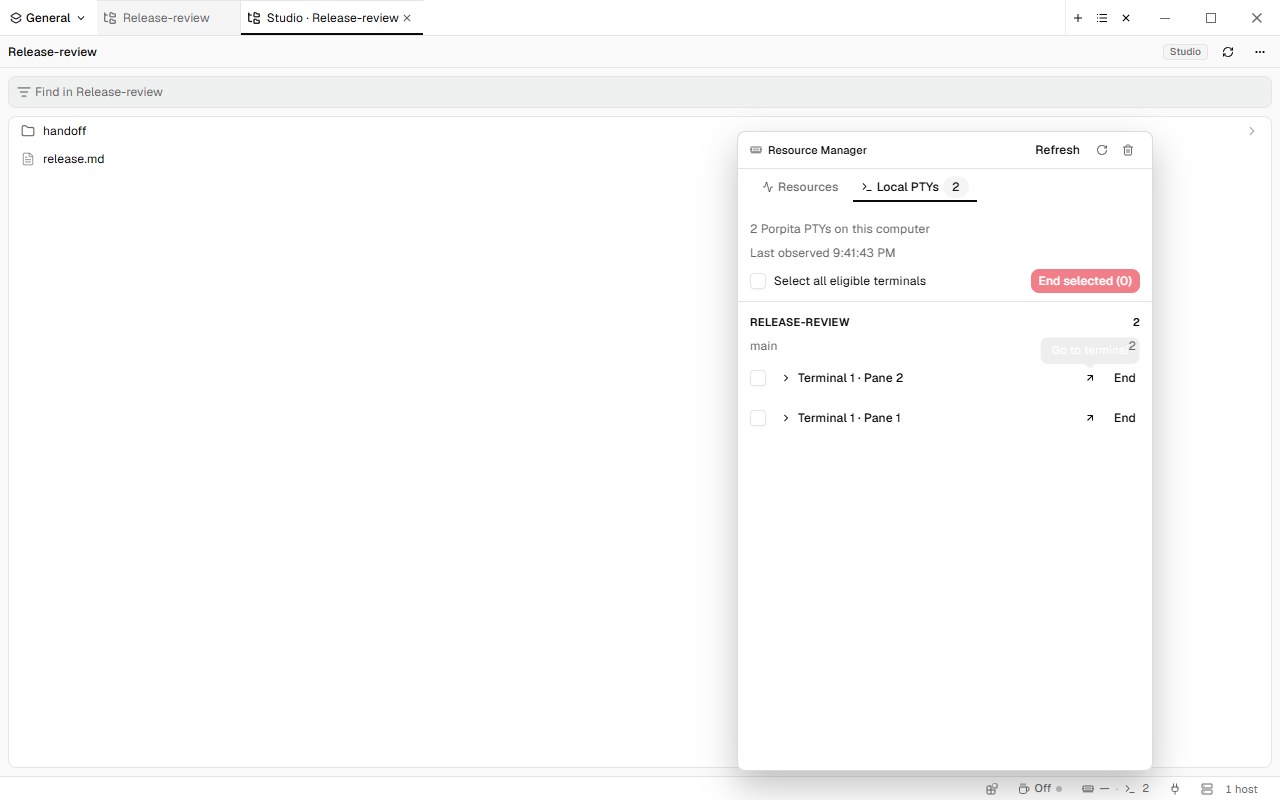 General
Release-review
Studio · Release-review
Release-review
Studio
Find in Release-review
handoff
release.md
Resource Manager
Refresh
Resources
Local PTYs 2
2 Porpita PTYs on this computer
Last observed 9:41:43 PM
Select all eligible terminals
End selected (0)
RELEASE-REVIEW 2
main 2
Go to terminal
Terminal 1 · Pane 2
End
Terminal 1 · Pane 1
End
Off
— · 2
1 host